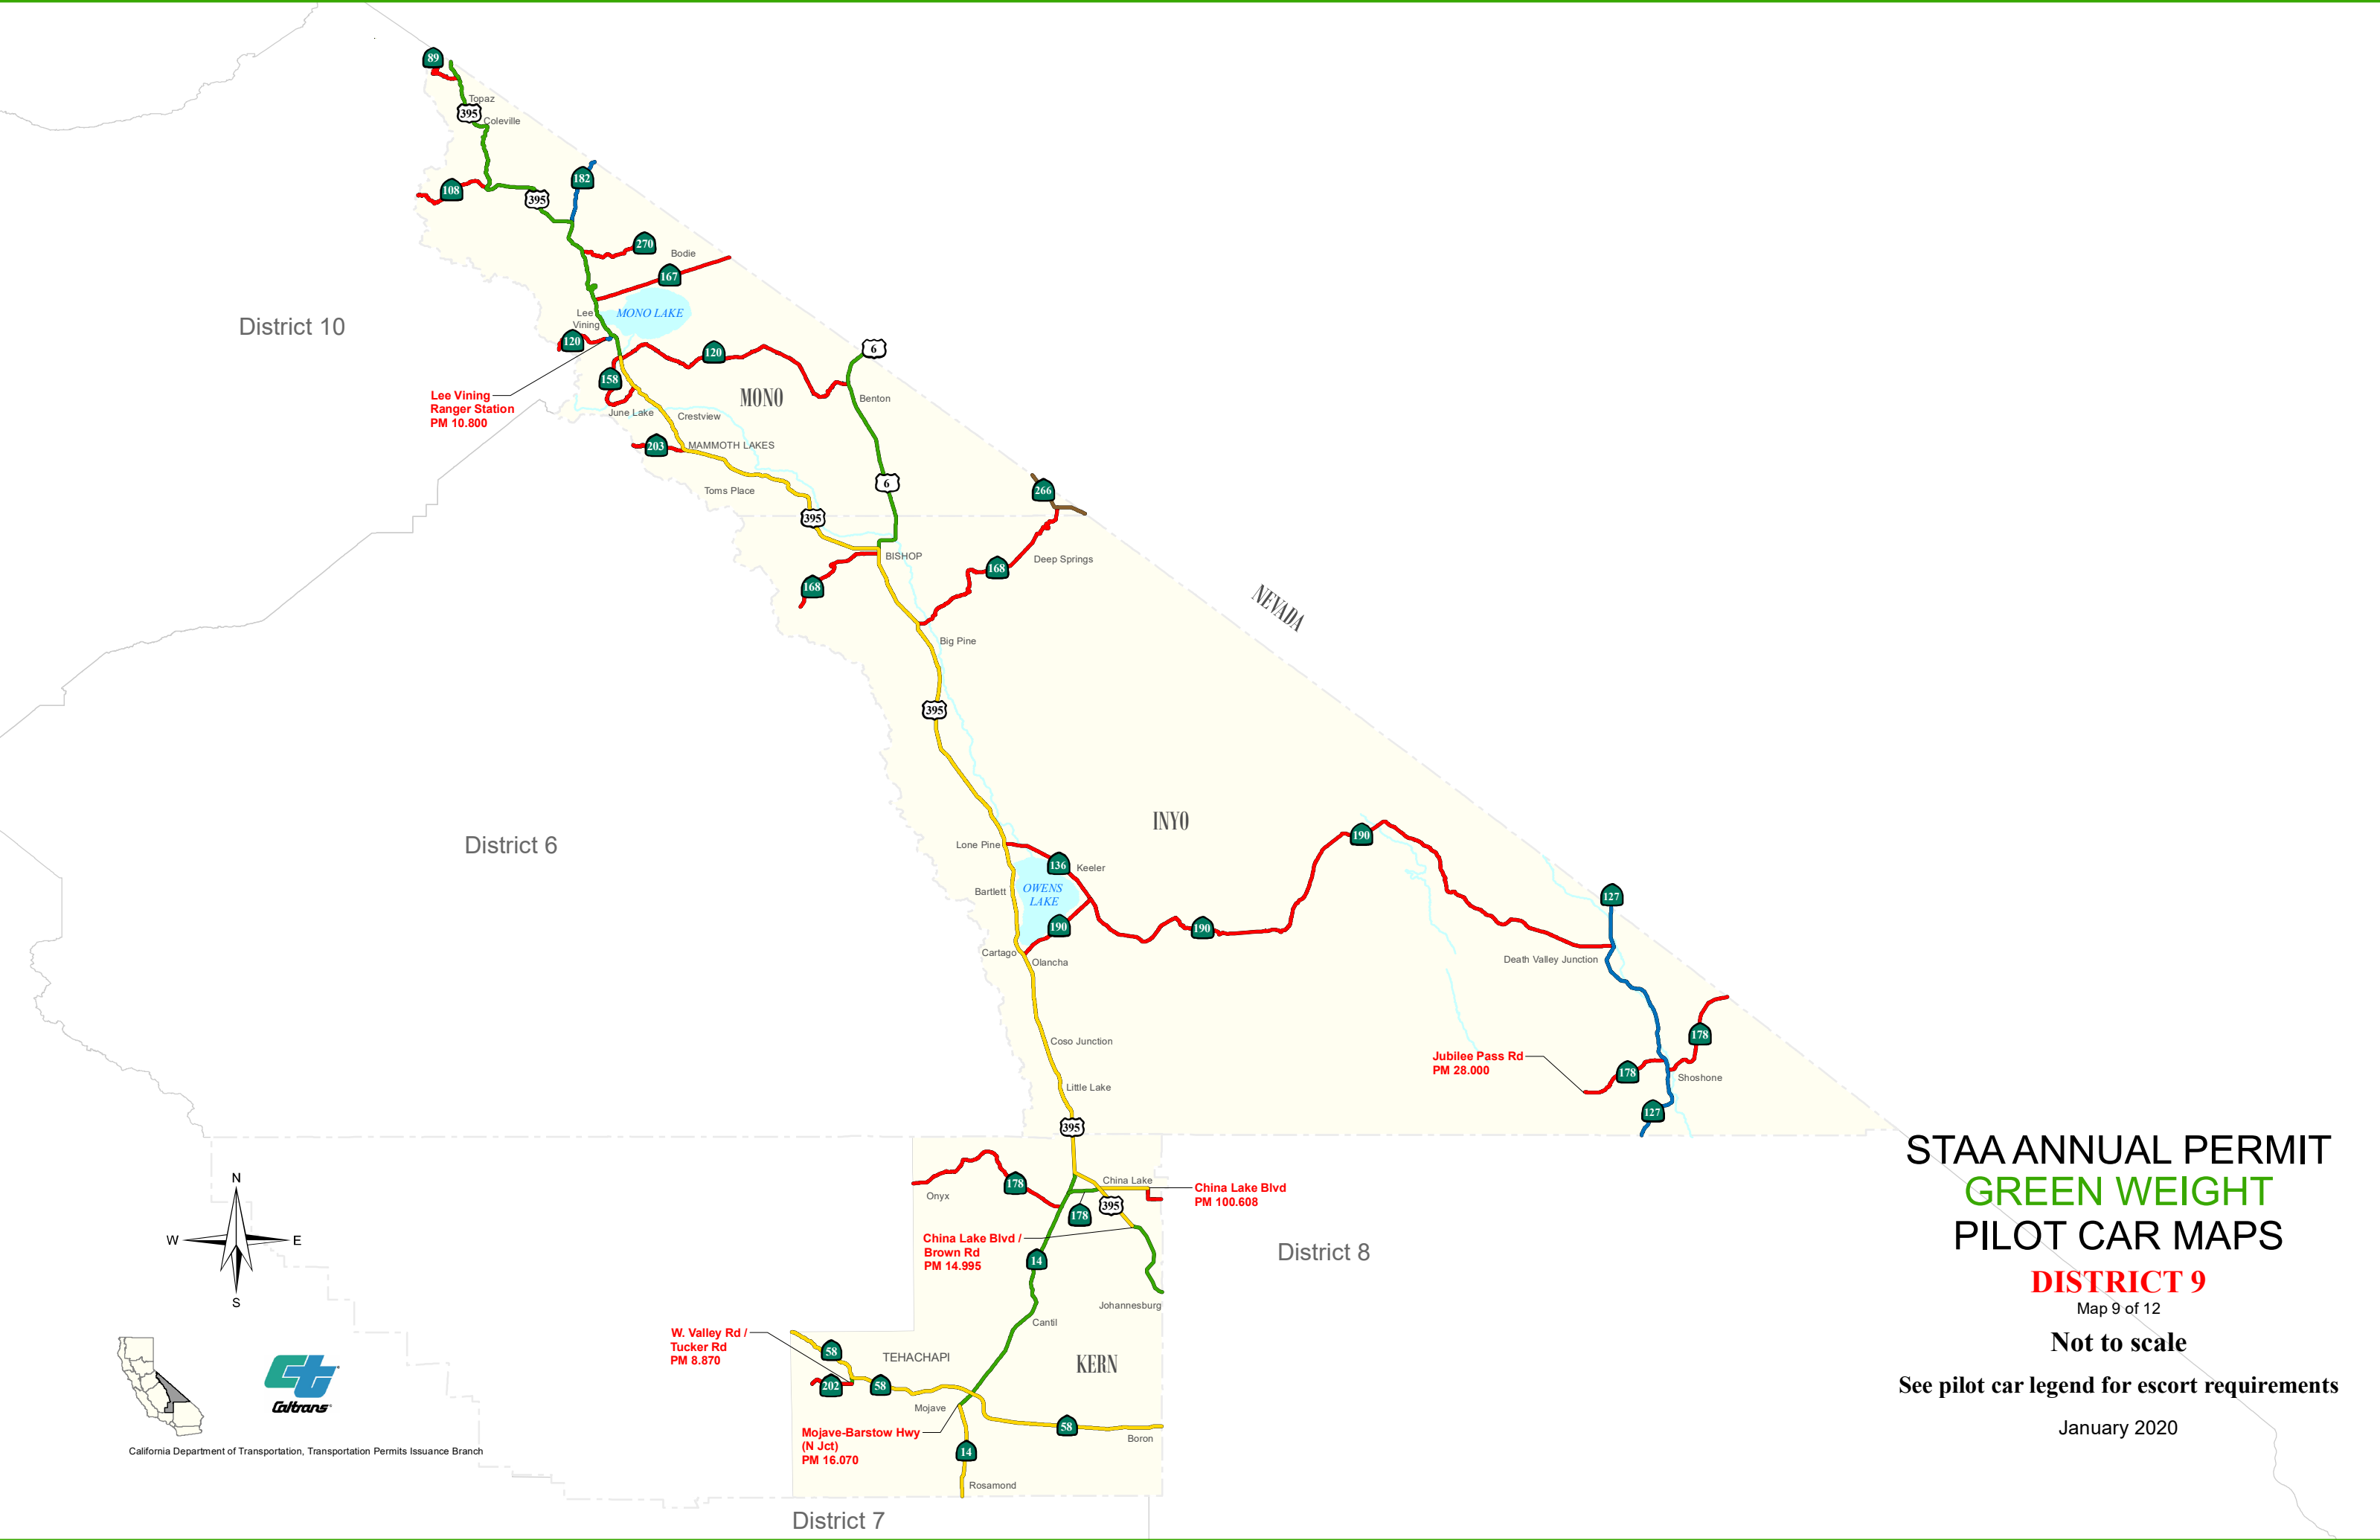 89
Topaz
395
Coleville
182
108
395
270
Bodie
167
Lee
Vining
MONO LAKE
District 10
120
120
6
158
Lee Vining
Ranger Station
PM 10.800
MONO
Benton
June Lake
Crestview
203
MAMMOTH LAKES
Toms Place
6
266
395
BISHOP
Deep Springs
168
168
NEVADA
Big Pine
395
INYO
190
District 6
Lone Pine
136
Keeler
Bartlett
OWENS
LAKE
127
190
190
Cartago
Olancha
Death Valley Junction
178
Coso Junction
Jubilee Pass Rd
PM 28.000
178
Shoshone
Little Lake
127
395
STAA ANNUAL PERMIT
GREEN WEIGHT
PILOT CAR MAPS
DISTRICT 9
Map 9 of 12
Not to scale
See pilot car legend for escort requirements
January 2020
N
W
E
S
178
Onyx
China Lake
China Lake Blvd
PM 100.608
395
178
China Lake Blvd /
Brown Rd
PM 14.995
14
District 8
Johannesburg
Cantil
W. Valley Rd /
Tucker Rd
PM 8.870
58
TEHACHAPI
KERN
202
58
Mojave
Mojave-Barstow Hwy
(N Jct)
PM 16.070
58
Boron
14
Rosamond
Caltrans
California Department of Transportation, Transportation Permits Issuance Branch
District 7